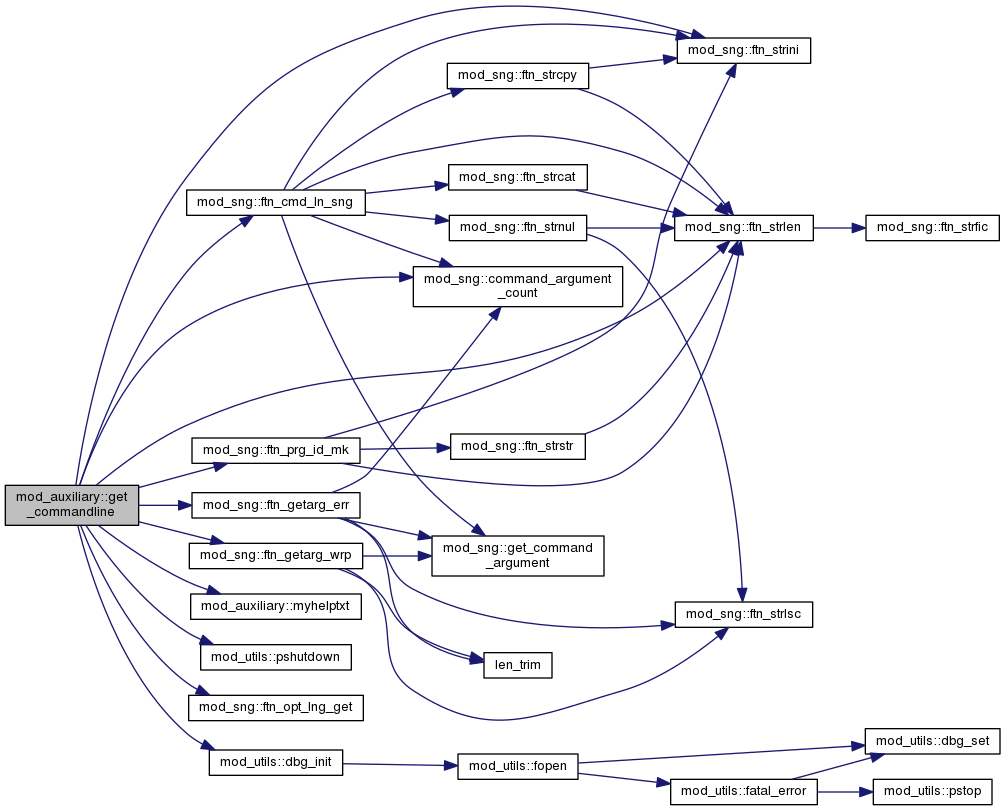 mod_sng::ftn_strini
mod_sng::ftn_strcpy
mod_sng::ftn_strcat
mod_sng::ftn_cmd_ln_sng
mod_sng::ftn_strnul
mod_sng::ftn_strlen
mod_sng::ftn_strfic
mod_sng::command_argument
_count
mod_sng::ftn_prg_id_mk
mod_sng::ftn_strstr
mod_auxiliary::get
_commandline
mod_sng::ftn_getarg_err
mod_sng::ftn_getarg_wrp
mod_sng::get_command
_argument
mod_auxiliary::myhelptxt
mod_sng::ftn_strlsc
mod_utils::pshutdown
len_trim
mod_sng::ftn_opt_lng_get
mod_utils::dbg_init
mod_utils::fopen
mod_utils::dbg_set
mod_utils::fatal_error
mod_utils::pstop